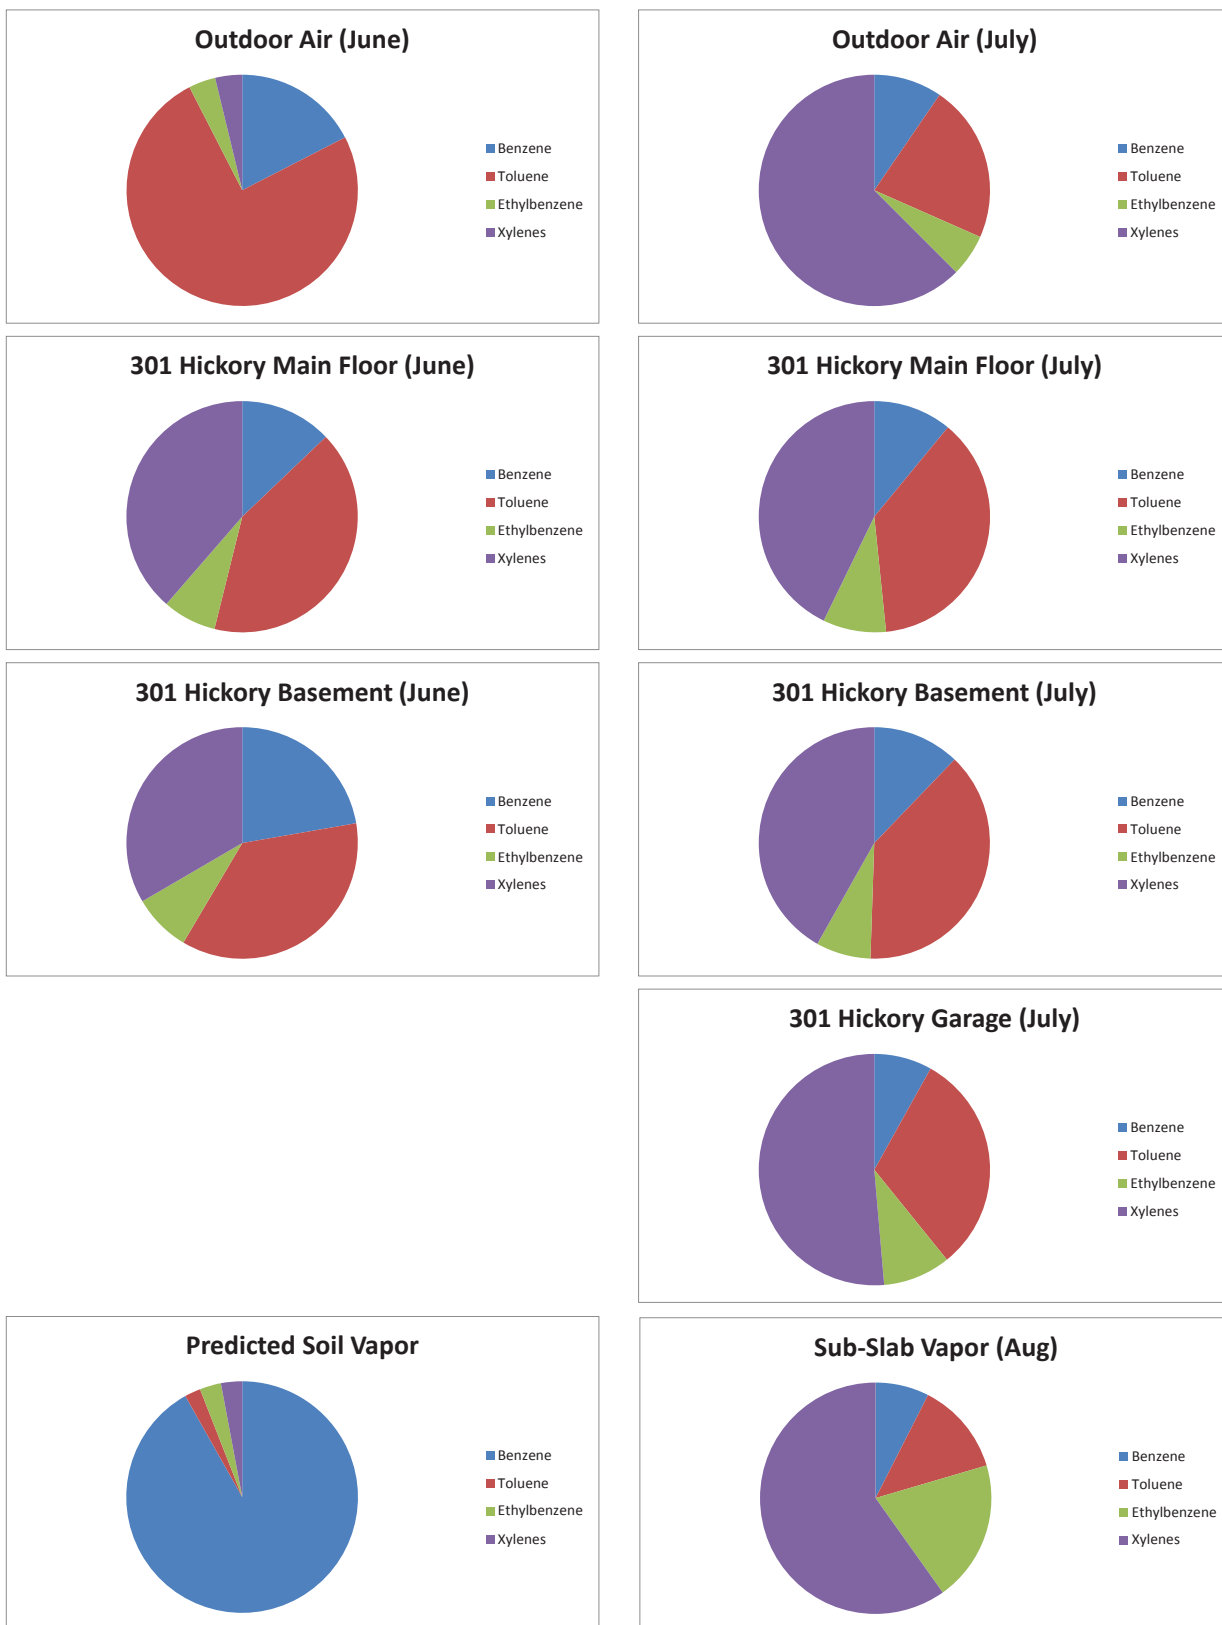 Outdoor Air (June)
Benzene
Toluene
Ethylbenzene
Xylenes
Outdoor Air (July)
Benzene
Toluene
Ethylbenzene
Xylenes
301 Hickory Main Floor (June)
Benzene
Toluene
Ethylbenzene
Xylenes
301 Hickory Main Floor (July)
Benzene
Toluene
Ethylbenzene
Xylenes
301 Hickory Basement (June)
Benzene
Toluene
Ethylbenzene
Xylenes
301 Hickory Basement (July)
Benzene
Toluene
Ethylbenzene
Xylenes
301 Hickory Garage (July)
Benzene
Toluene
Ethylbenzene
Xylenes
Predicted Soil Vapor
Benzene
Toluene
Ethylbenzene
Xylenes
Sub-Slab Vapor (Aug)
Benzene
Toluene
Ethylbenzene
Xylenes